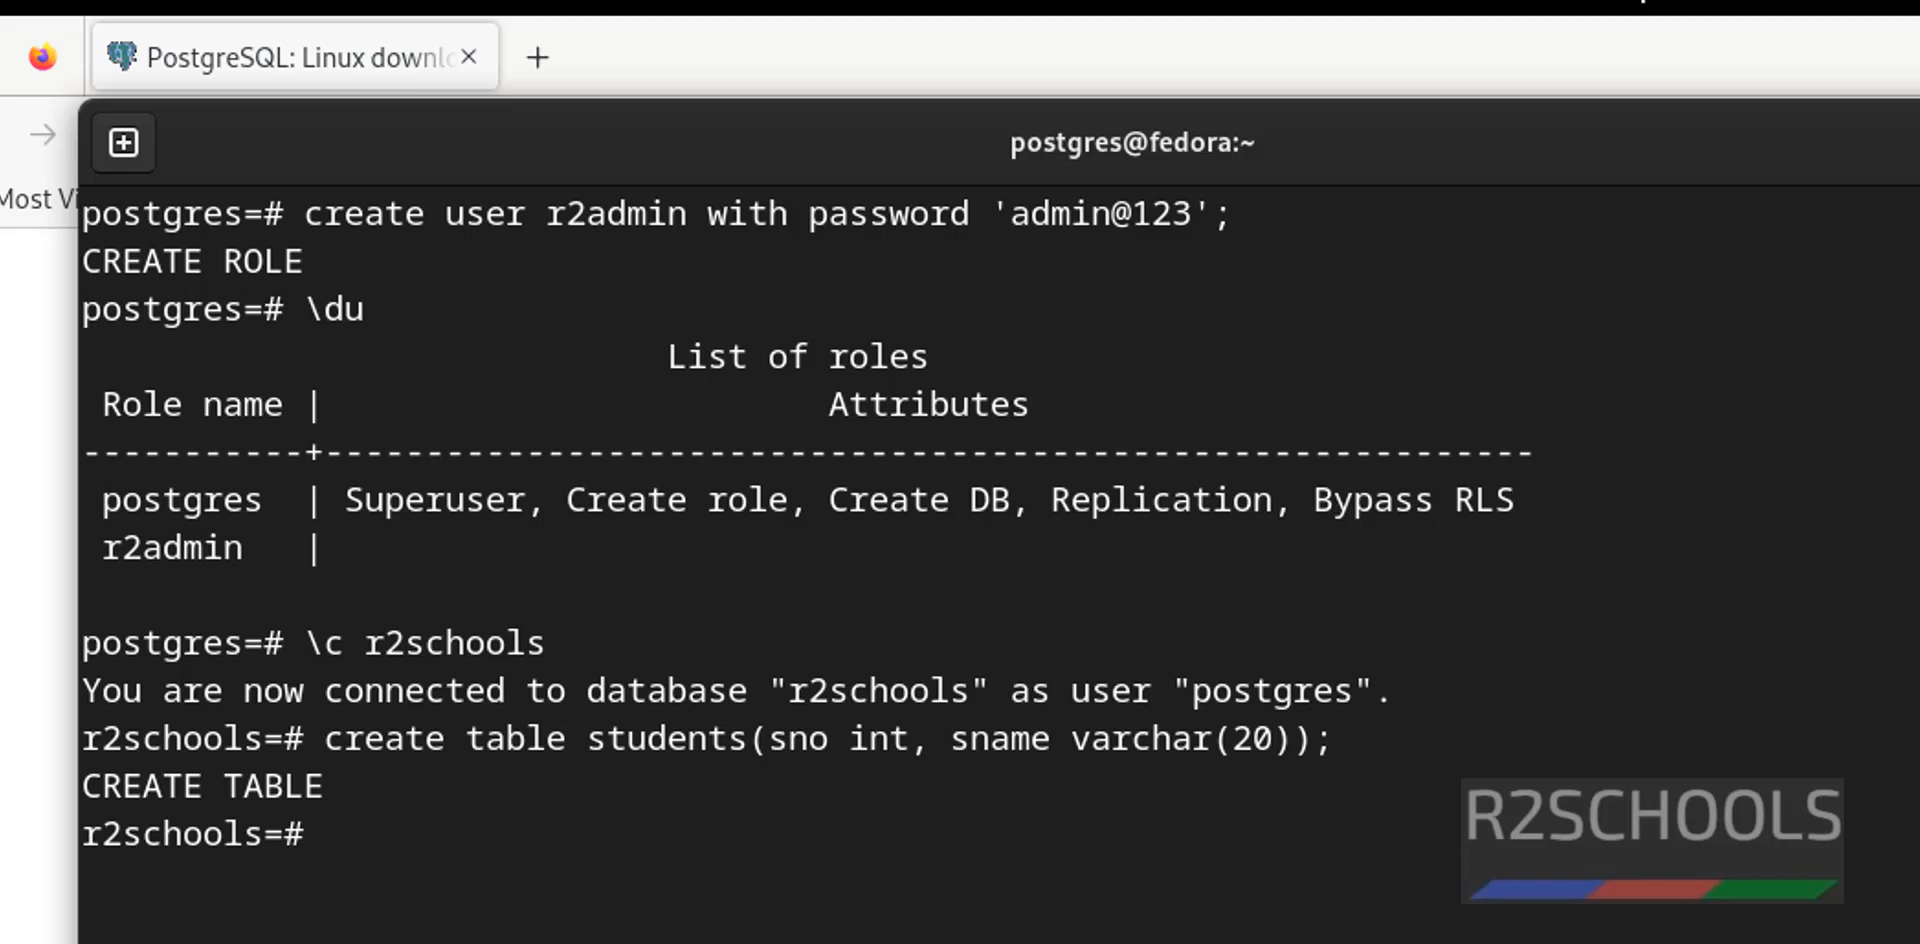 PostgreSQL: Linux downl
postgres@fedora:~
Most Vi
postgres=# create user r2admin with password 'admin@123';
CREATE ROLE
postgres=# \du
List of roles
Role name | Attributes
-----------+------------------------------------------------------------
postgres | Superuser, Create role, Create DB, Replication, Bypass RLS
r2admin |
postgres=# \c r2schools
You are now connected to database "r2schools" as user "postgres".
r2schools=# create table students(sno int, sname varchar(20));
CREATE TABLE
r2schools=#
R2SCHOOLS